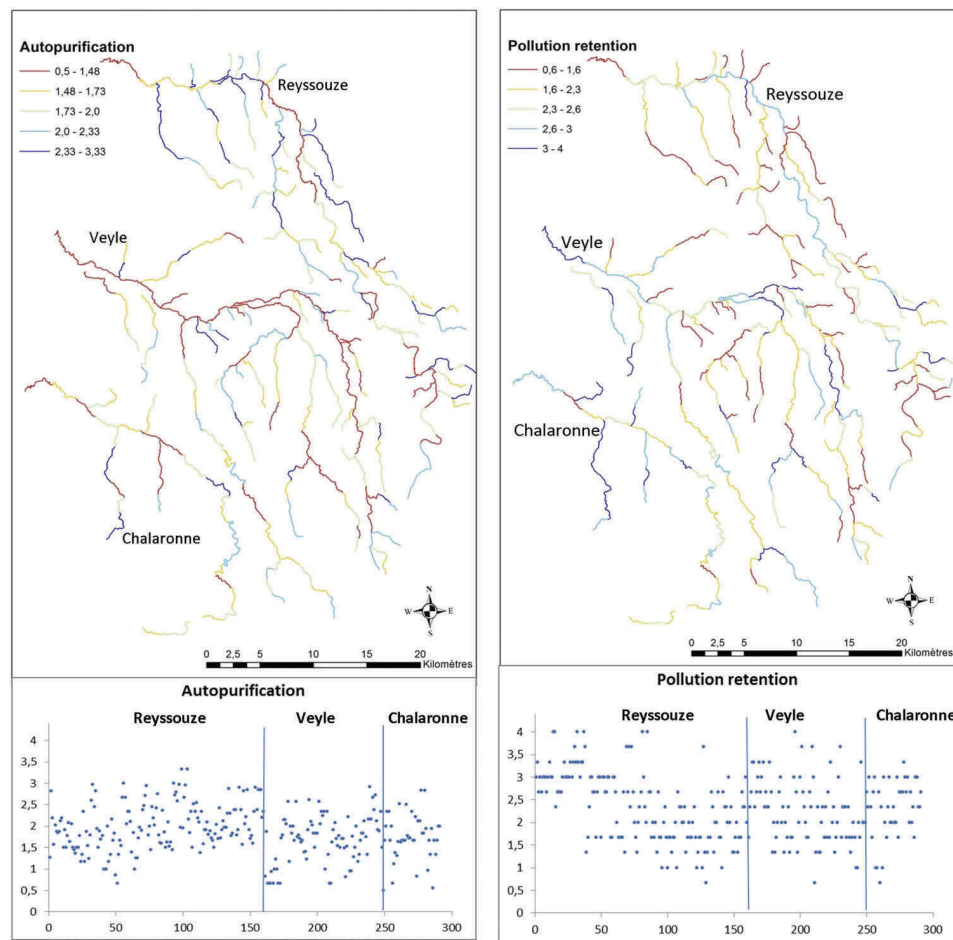 Autopurification
0,5 - 1,48
1,48 - 1,73
1,73 - 2,0
2,0 - 2,33
2,33 - 3,33
Reyssouze
Veyle
Chalaronne
N
W E
S
0 2,5 5 10 15 20
Kilomètres
Pollution retention
0,6 - 1,6
1,6 - 2,3
2,3 - 2,6
2,6 - 3
3 - 4
Reyssouze
Veyle
Chalaronne
N
W E
S
0 2,5 5 10 15 20
Kilomètres
Autopurification
Reyssouze Veyle Chalaronne
4
3,5
3
2,5
2
1,5
1
0,5
0
0 50 100 150 200 250 300
Pollution retention
Reyssouze Veyle Chalaronne
4
3,5
3
2,5
2
1,5
1
0,5
0
0 50 100 150 200 250 300